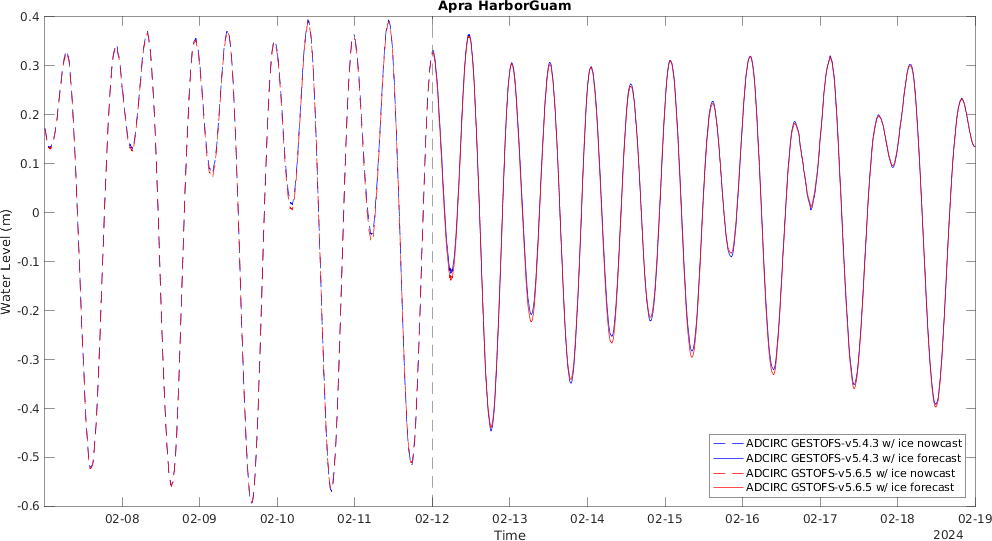 Apra HarborGuam
0.4
0.3
0.2
0.1
0
-0.1
-0.2
-0.3
-0.4
-0.5
-0.6
Water Level (m)
ADCIRC GESTOFS-v5.4.3 w/ ice nowcast
ADCIRC GESTOFS-v5.4.3 w/ ice forecast
ADCIRC GSTOFS-v5.6.5 w/ ice nowcast
ADCIRC GSTOFS-v5.6.5 w/ ice forecast
02-08 02-09 02-10 02-11 02-12 02-13 02-14 02-15 02-16 02-17 02-18 02-19
Time
2024